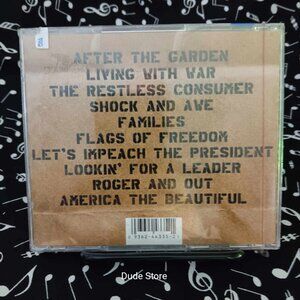 AFTER THE GARDEN
LIVING WITH WAR
THE RESTLESS CONSUMER
SHOCK AND AWE
FAMILIES
FLAGS OF FREEDOM
LET'S IMPEACH THE PRESIDENT
LOOKIN' FOR A LEADER
ROGER AND OUT
AMERICA THE BEAUTIFUL
Dude Store